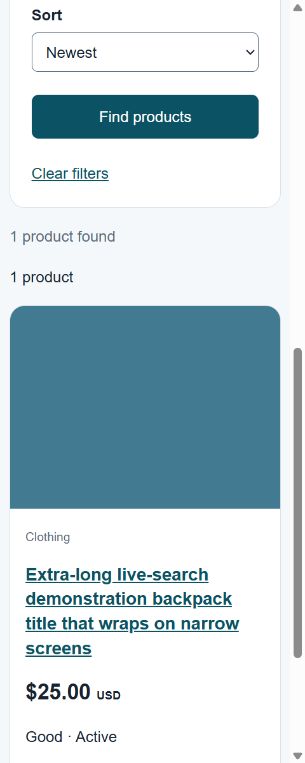 Sort
Newest
Find products
Clear filters
1 product found
1 product
Clothing
Extra-long live-search
demonstration backpack
title that wraps on narrow
screens
$25.00 USD
Good · Active